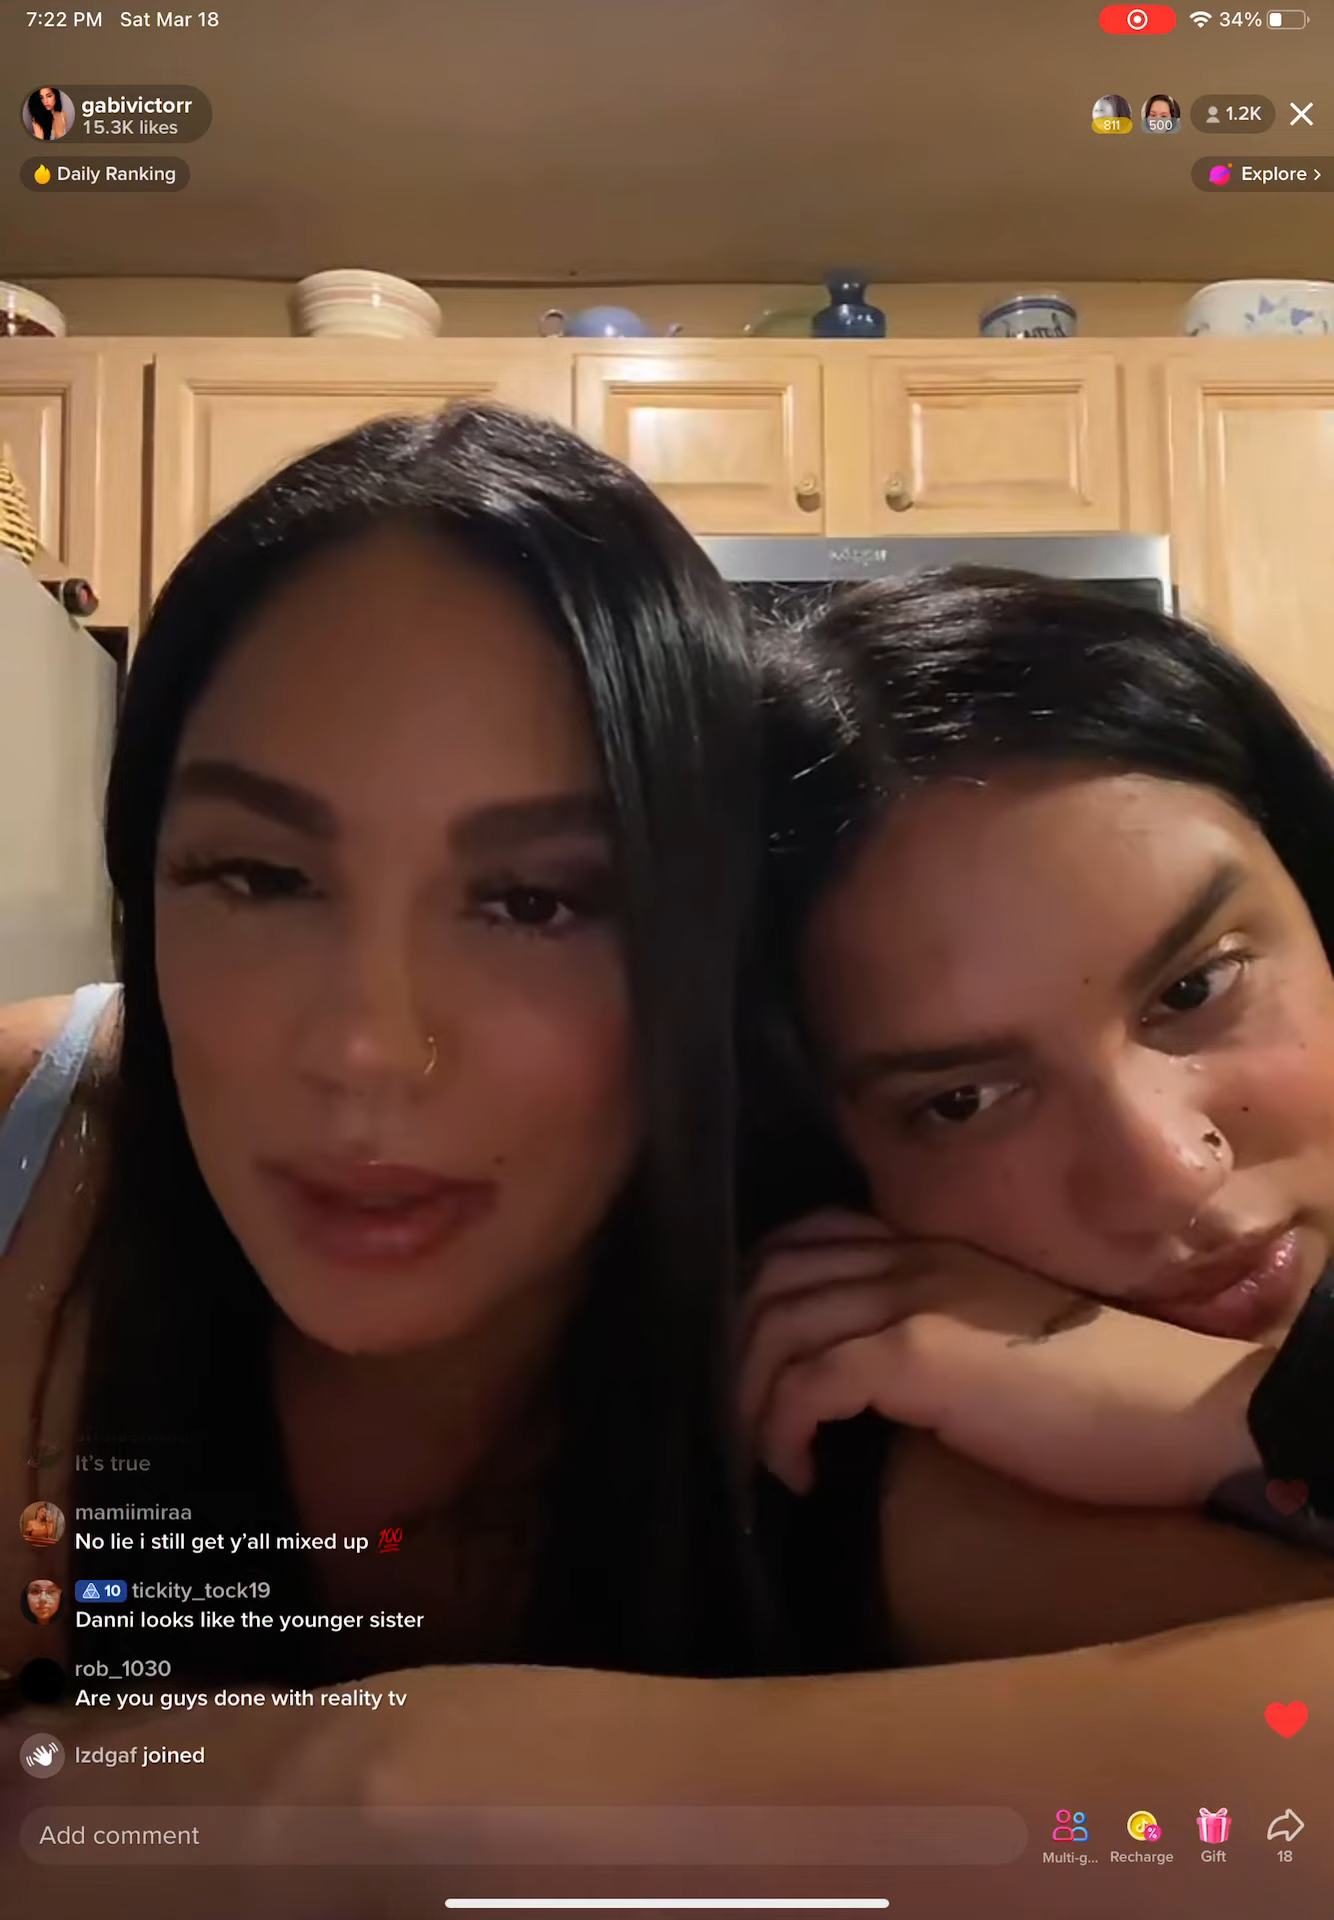 7:22 PM Sat Mar 18
34%
gabivictorr
15.3K likes
811
500
1.2K
Daily Ranking
Explore >
It's true
mamiimiraa
No lie i still get y'all mixed up 💯
10 tickity_tock19
Danni looks like the younger sister
rob_1030
Are you guys done with reality tv
lzdgaf joined
Add comment
Multi-g...
Recharge
Gift
18